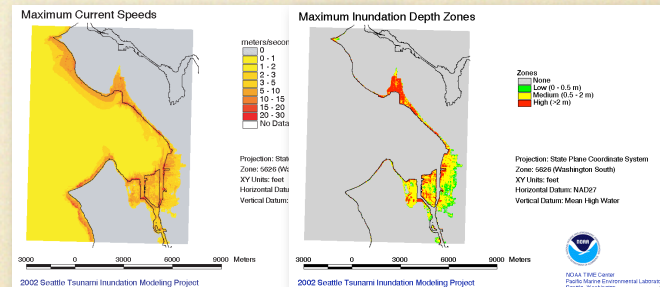 Maximum Current Speeds
meters/secon
0
0 - 1
1 - 2
2 - 3
3 - 5
5 - 10
10 - 15
15 - 20
20 - 30
No Data
Projection: Stat
Zone: 5626 (Wa
XY Units: feet
Horizontal Datu
Vertical Datum:
3000 0 3000 6000 9000 Meters
2002 Seattle Tsunami Inundation Modeling Project
Maximum Inundation Depth Zones
Zones
None
Low (0 - 0.5 m)
Medium (0.5 - 2 m)
High (>2 m)
Projection: State Plane Coordinate System
Zone: 5626 (Washington South)
XY Units: feet
Horizontal Datum: NAD27
Vertical Datum: Mean High Water
3000 0 3000 6000 9000 Meters
2002 Seattle Tsunami Inundation Modeling Project
NOAA
NOAA TIME Center
Pacific Marine Environmental Laborato